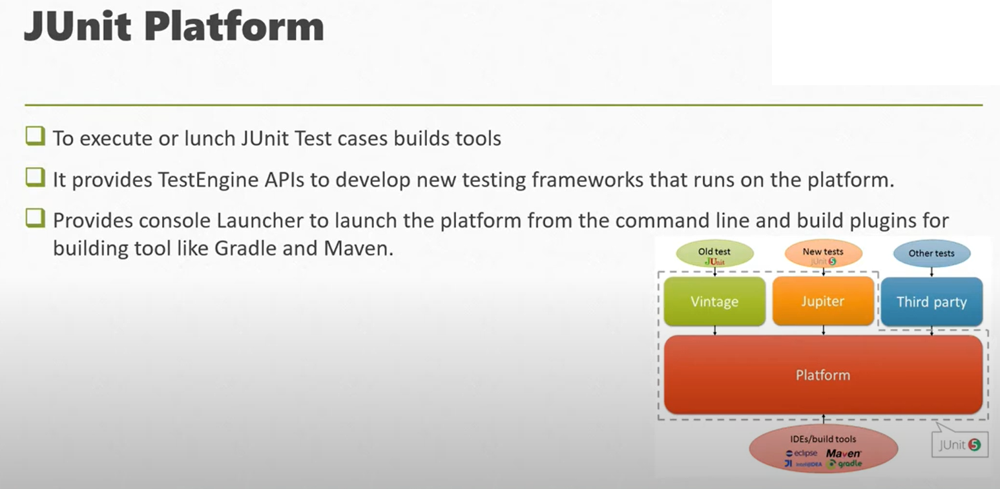 JUnit Platform
To execute or lunch JUnit Test cases builds tools
It provides TestEngine APIs to develop new testing frameworks that runs on the platform.
Provides console Launcher to launch the platform from the command line and build plugins for
building tool like Gradle and Maven.
Old test
JUnit
New tests
JUnit 5
Other tests
Vintage
Jupiter
Third party
Platform
IDEs/build tools
eclipse Maven
JI IntelliJIDEA gradle
JUnit 5